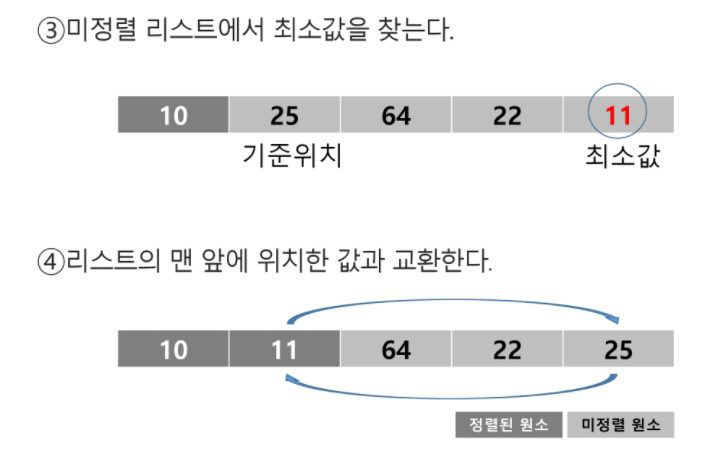 ③미정렬 리스트에서 최소값을 찾는다.
10 25 64 22 11
기준위치 최소값
④리스트의 맨 앞에 위치한 값과 교환한다.
10 11 64 22 25
정렬된 원소 미정렬 원소